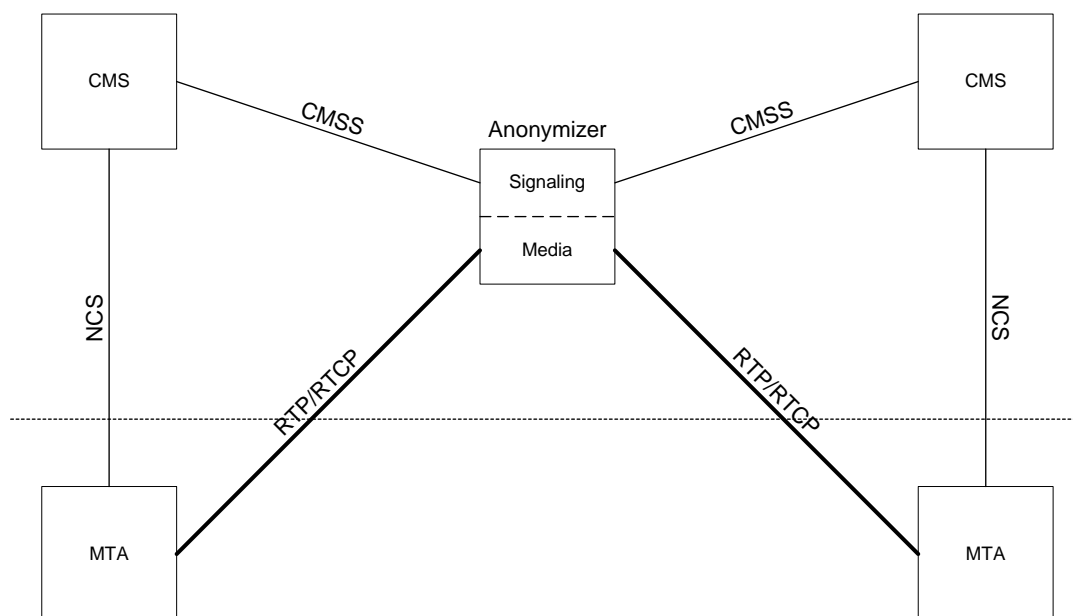 CMS
CMS
CMSS
CMSS
Anonymizer
Signaling
Media
NCS
NCS
RTP/RTCP
RTP/RTCP
MTA
MTA